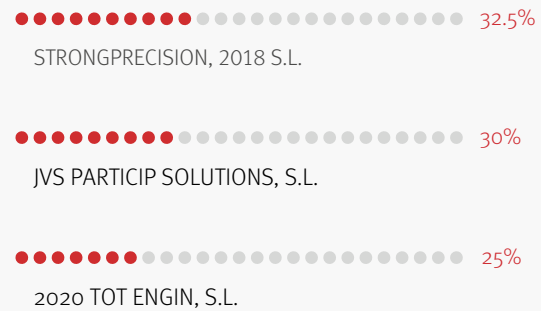 32.5%
STRONGPRECISION, 2018 S.L.
30%
JVS PARTICIP SOLUTIONS, S.L.
25%
2020 TOT ENGIN, S.L.